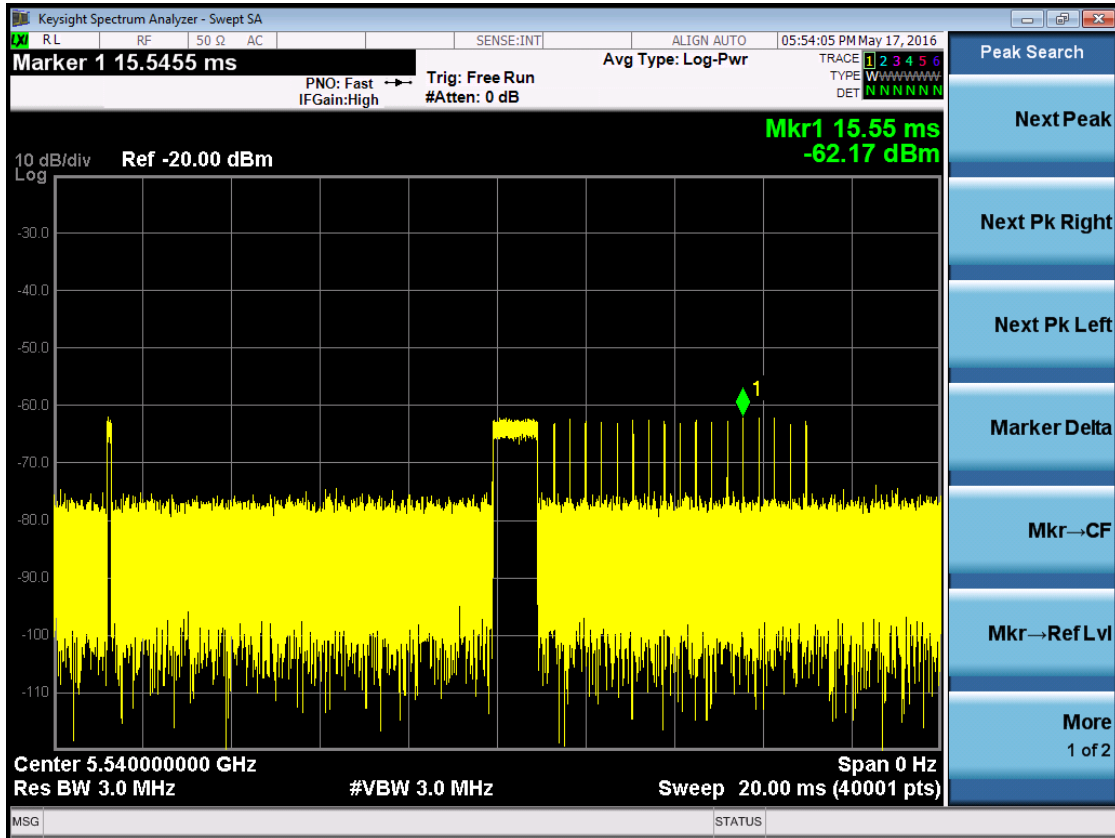 Keysight Spectrum Analyzer - Swept SA
LXI RL RF 50 Ω AC SENSE:INT ALIGN AUTO 05:54:05 PM May 17, 2016
Marker 1 15.5455 ms
PNO: Fast
IFGain:High
Trig: Free Run
#Atten: 0 dB
Avg Type: Log-Pwr
TRACE 1 2 3 4 5 6
TYPE WWWWWW
DET N N N N N N
Mkr1 15.55 ms
-62.17 dBm
10 dB/div Ref -20.00 dBm
Log
-30.0
-40.0
-50.0
-60.0
-70.0
-80.0
-90.0
-100
-110
1
Center 5.540000000 GHz Span 0 Hz
Res BW 3.0 MHz #VBW 3.0 MHz Sweep 20.00 ms (40001 pts)
MSG STATUS
Peak Search
Next Peak
Next Pk Right
Next Pk Left
Marker Delta
Mkr→CF
Mkr→Ref Lvl
More
1 of 2